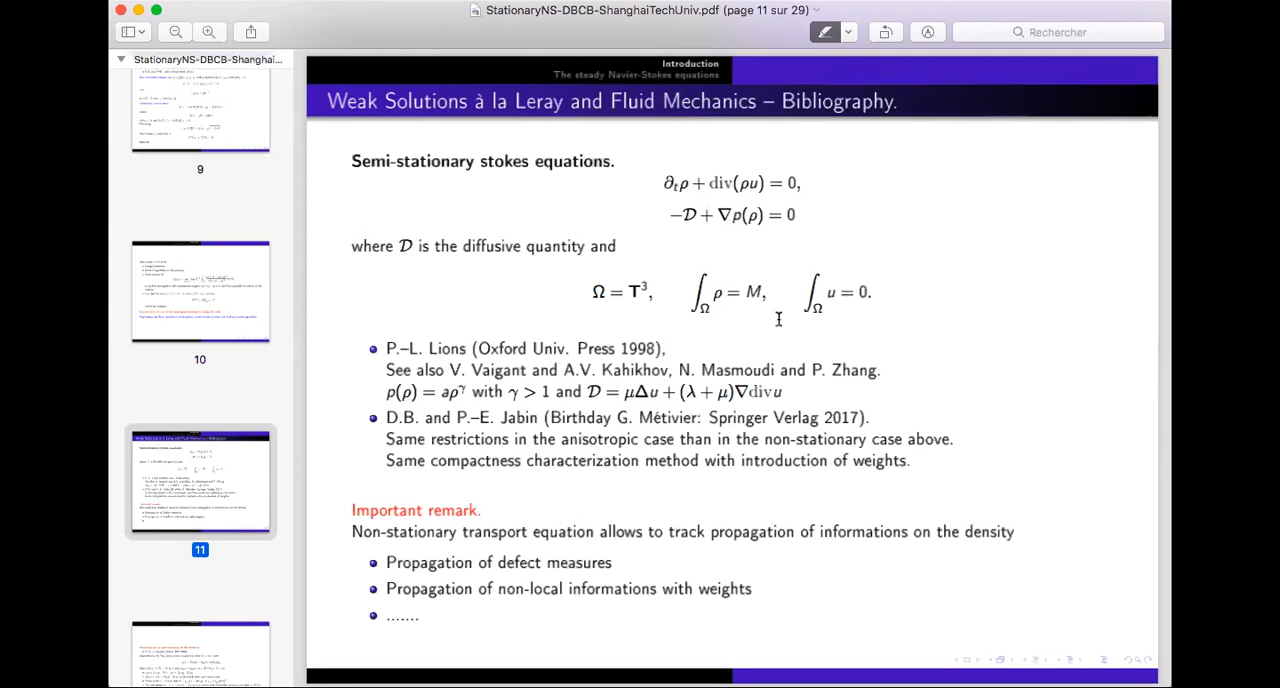 StationaryNS-DBCB-ShanghaiTechUniv.pdf (page 11 sur 29)
Rechercher
StationaryNS-DBCB-Shanghai...
9
10
11
Introduction
The steady Navier-Stokes equations
Weak Solutions à la Leray and Fluid Mechanics – Bibliography.
Semi-stationary stokes equations.
∂ₜρ + div(ρu) = 0,
−𝒟 + ∇p(ρ) = 0
where 𝒟 is the diffusive quantity and
Ω = T³, ∫_Ω ρ = M, ∫_Ω u = 0.
P.–L. Lions (Oxford Univ. Press 1998),
See also V. Vaigant and A.V. Kahikhov, N. Masmoudi and P. Zhang.
p(ρ) = aρ^γ with γ > 1 and 𝒟 = μΔu + (λ + μ)∇divu
D.B. and P.–E. Jabin (Birthday G. Métivier: Springer Verlag 2017).
Same restrictions in the anisotropic case than in the non-stationary case above.
Same compactness characterization method with introduction of weights.
Important remark.
Non-stationary transport equation allows to track propagation of informations on the density
Propagation of defect measures
Propagation of non-local informations with weights
.......